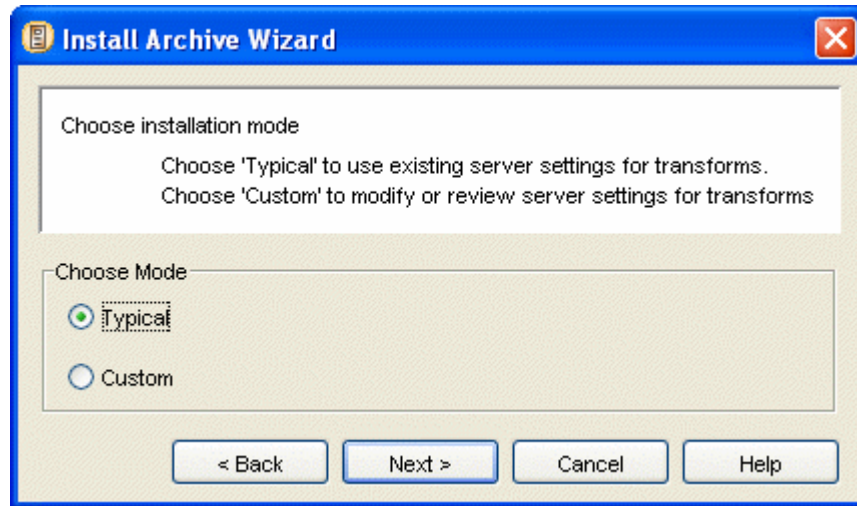 Install Archive Wizard
Choose installation mode
Choose 'Typical' to use existing server settings for transforms.
Choose 'Custom' to modify or review server settings for transforms
Choose Mode
Typical
Custom
< Back Next > Cancel Help